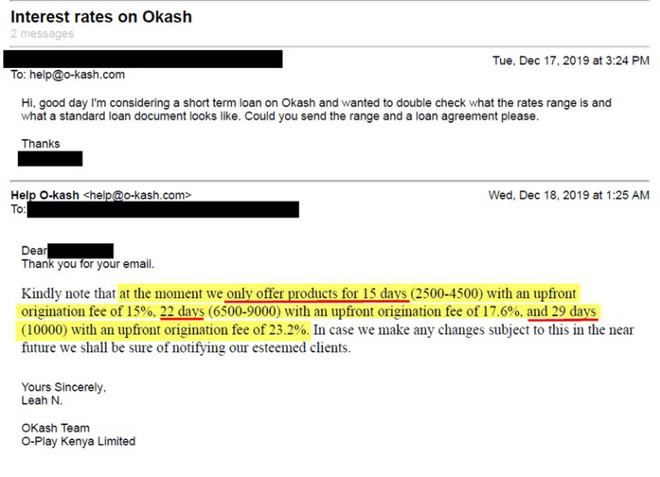 Interest rates on Okash
2 messages
Tue, Dec 17, 2019 at 3:24 PM
To: help@o-kash.com
Hi, good day I'm considering a short term loan on Okash and wanted to double check what the rates range is and
what a standard loan document looks like. Could you send the range and a loan agreement please.
Thanks
Help O-kash <help@o-kash.com> Wed, Dec 18, 2019 at 1:25 AM
To:
Dear
Thank you for your email.
Kindly note that at the moment we only offer products for 15 days (2500-4500) with an upfront
origination fee of 15%, 22 days (6500-9000) with an upfront origination fee of 17.6%, and 29 days
(10000) with an upfront origination fee of 23.2%. In case we make any changes subject to this in the near
future we shall be sure of notifying our esteemed clients.
Yours Sincerely,
Leah N.
OKash Team
O-Play Kenya Limited